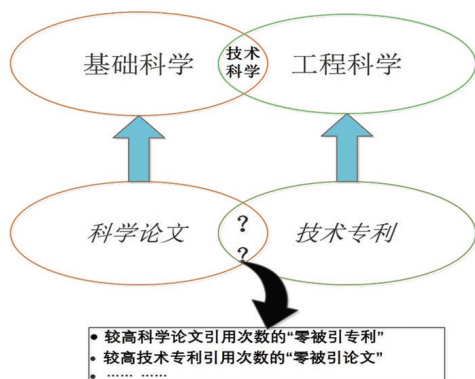 基础科学
技术
科学
工程科学
科学论文
?
?
技术专利
• 较高科学论文引用次数的“零被引专利”
• 较高技术专利引用次数的“零被引论文”
• …… ……